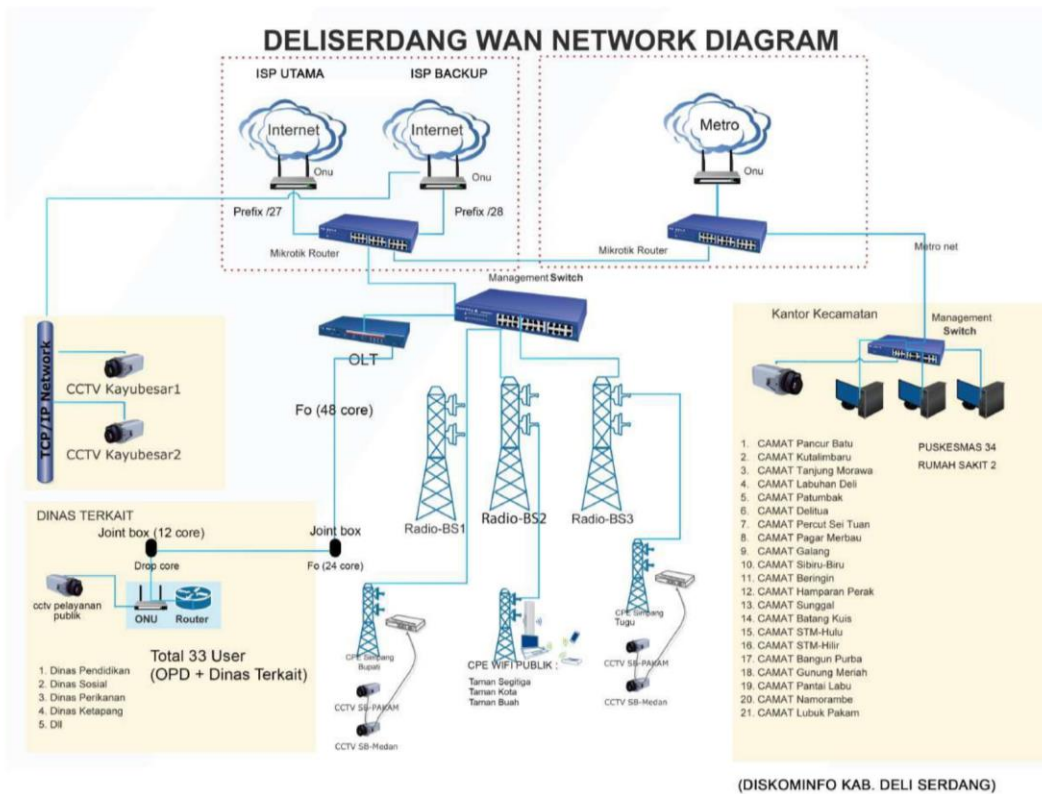 DELISERDANG WAN NETWORK DIAGRAM
ISP UTAMA
ISP BACKUP
Internet
Internet
Metro
Onu
Onu
Onu
Prefix /27
Prefix /28
Mikrotik Router
Mikrotik Router
Metro net
Management Switch
OLT
Fo (48 core)
TCP/IP Network
CCTV Kayubesar1
CCTV Kayubesar2
Radio-BS1
Radio-BS2
Radio-BS3
Kantor Kecamatan
Management
Switch
PUSKESMAS 34
RUMAH SAKIT 2
1. CAMAT Pancur Batu
2. CAMAT Kutalimbaru
3. CAMAT Tanjung Morawa
4. CAMAT Labuhan Deli
5. CAMAT Patumbak
6. CAMAT Delitua
7. CAMAT Percut Sei Tuan
8. CAMAT Pagar Merbau
9. CAMAT Galang
10. CAMAT Sibiru-Biru
11. CAMAT Beringin
12. CAMAT Hamparan Perak
13. CAMAT Sunggal
14. CAMAT Batang Kuis
15. CAMAT STM-Hulu
16. CAMAT STM-Hilir
17. CAMAT Bangun Purba
18. CAMAT Gunung Meriah
19. CAMAT Pantai Labu
20. CAMAT Namorambe
21. CAMAT Lubuk Pakam
DINAS TERKAIT
Joint box (12 core)
Joint box
Drop core
Fo (24 core)
cctv pelayanan
publik
ONU
Router
Total 33 User
(OPD + Dinas Terkait)
1. Dinas Pendidikan
2. Dinas Sosial
3. Dinas Perikanan
4. Dinas Ketapang
5. Dll
CPE Simpang
Bupati
CCTV SB-PAKAM
CCTV SB-Medan
CPE WIFI PUBLIK :
Taman Segitiga
Taman Kota
Taman Buah
CPE Simpang
Tugu
CCTV SB-PAKAM
CCTV SB-Medan
(DISKOMINFO KAB. DELI SERDANG)